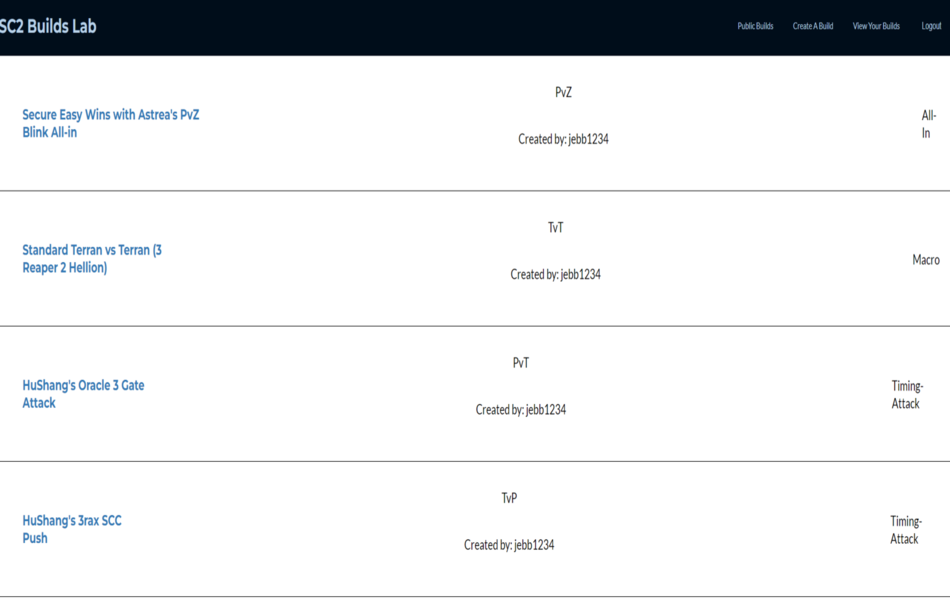 SC2 Builds Lab
Public Builds Create A Build View Your Builds Logout
Secure Easy Wins with Astrea's PvZ
Blink All-in
PvZ
Created by: jebb1234
All-
In
Standard Terran vs Terran (3
Reaper 2 Hellion)
TvT
Created by: jebb1234
Macro
HuShang's Oracle 3 Gate
Attack
PvT
Created by: jebb1234
Timing-
Attack
HuShang's 3rax SCC
Push
TvP
Created by: jebb1234
Timing-
Attack